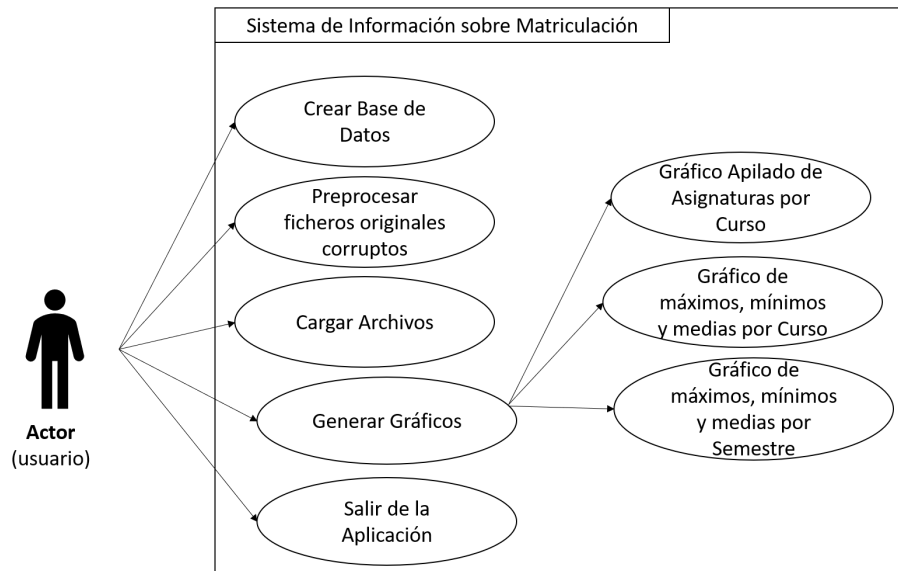 Sistema de Información sobre Matriculación
Crear Base de
Datos
Preprocesar
ficheros originales
corruptos
Cargar Archivos
Generar Gráficos
Salir de la
Aplicación
Gráfico Apilado de
Asignaturas por
Curso
Gráfico de
máximos, mínimos
y medias por Curso
Gráfico de
máximos, mínimos
y medias por
Semestre
Actor
(usuario)